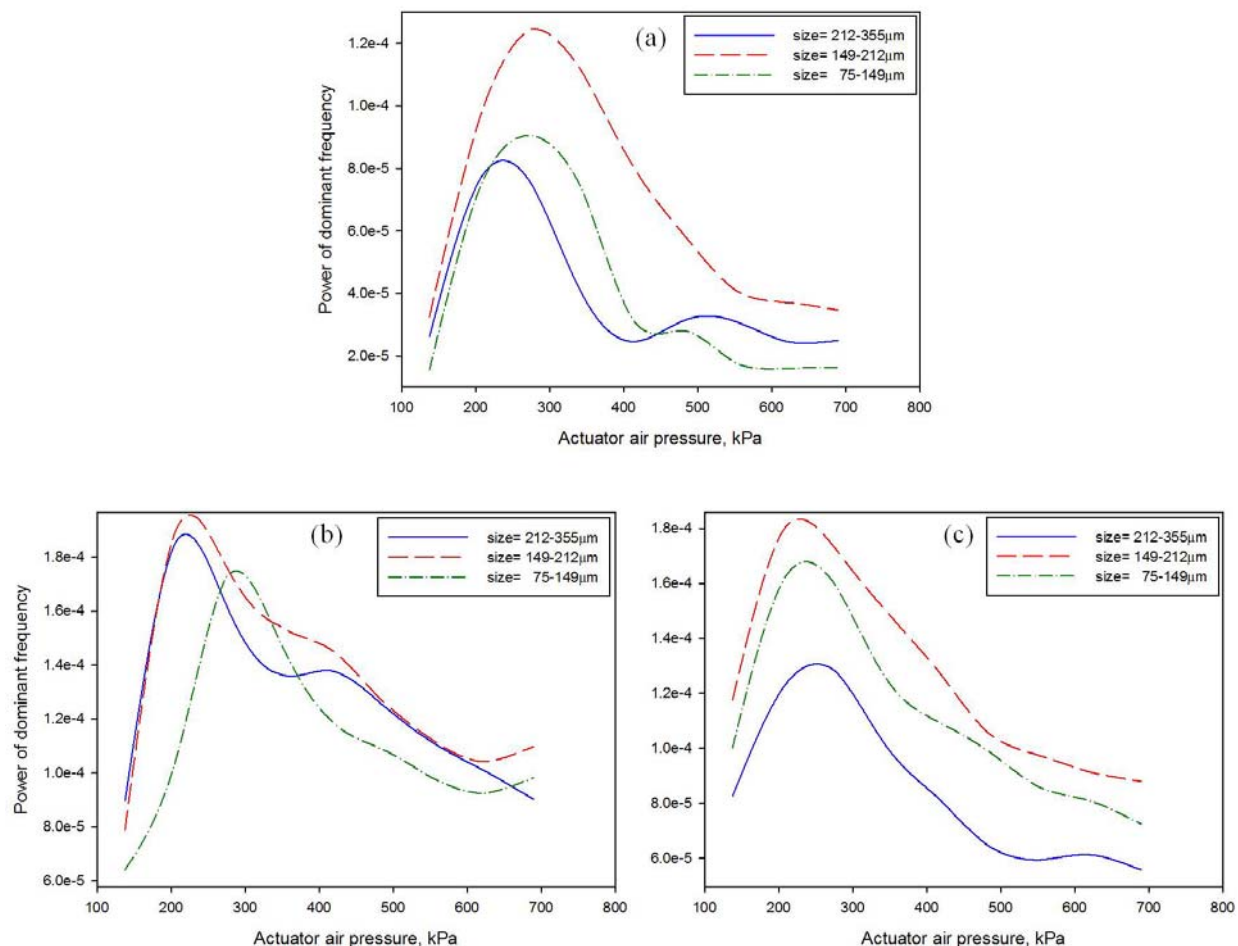 (a)
size= 212-355μm
size= 149-212μm
size= 75-149μm
Power of dominant frequency
1.2e-4
1.0e-4
8.0e-5
6.0e-5
4.0e-5
2.0e-5
100 200 300 400 500 600 700 800
Actuator air pressure, kPa
(b)
size= 212-355μm
size= 149-212μm
size= 75-149μm
Power of dominant frequency
1.8e-4
1.6e-4
1.4e-4
1.2e-4
1.0e-4
8.0e-5
6.0e-5
100 200 300 400 500 600 700 800
Actuator air pressure, kPa
(c)
size= 212-355μm
size= 149-212μm
size= 75-149μm
1.8e-4
1.6e-4
1.4e-4
1.2e-4
1.0e-4
8.0e-5
6.0e-5
100 200 300 400 500 600 700 800
Actuator air pressure, kPa